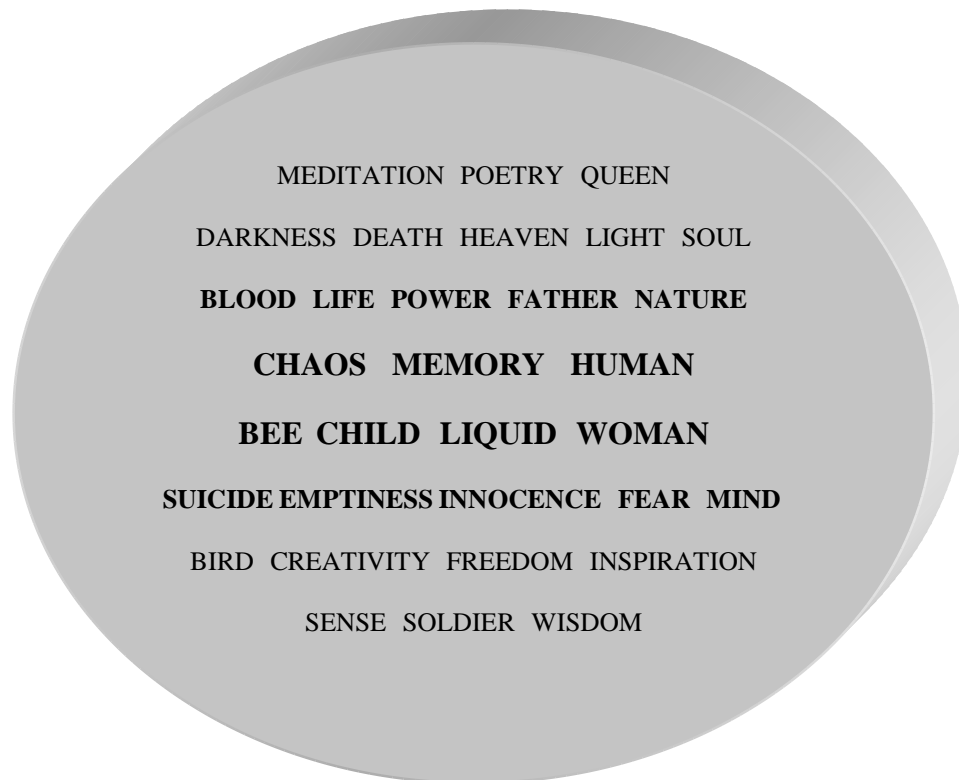 MEDITATION POETRY QUEEN
DARKNESS DEATH HEAVEN LIGHT SOUL
BLOOD LIFE POWER FATHER NATURE
CHAOS MEMORY HUMAN
BEE CHILD LIQUID WOMAN
SUICIDE EMPTINESS INNOCENCE FEAR MIND
BIRD CREATIVITY FREEDOM INSPIRATION
SENSE SOLDIER WISDOM